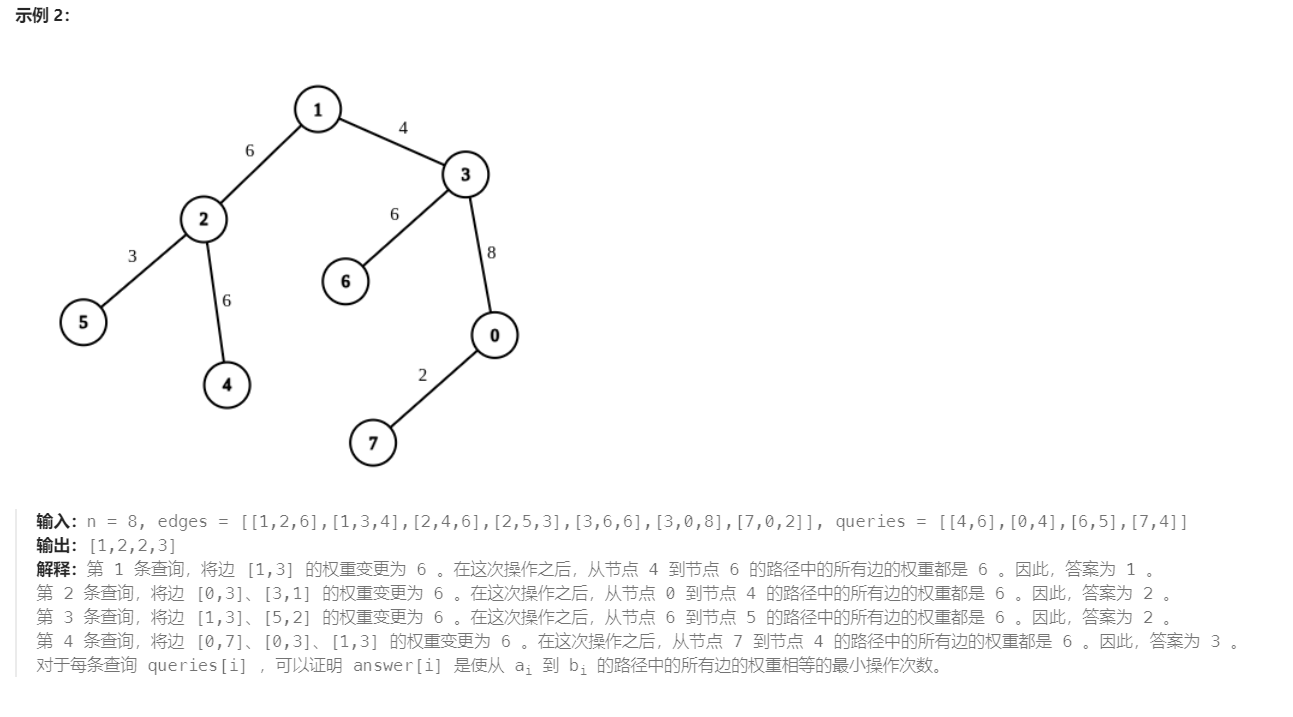 示例 2：
1
4
6
3
2
6
8
3
6
6
5
0
4
2
7
输入：n = 8, edges = [[1,2,6],[1,3,4],[2,4,6],[2,5,3],[3,6,6],[3,0,8],[7,0,2]], queries = [[4,6],[0,4],[6,5],[7,4]]
输出：[1,2,2,3]
解释：第 1 条查询，将边 [1,3] 的权重变更为 6 。在这次操作之后，从节点 4 到节点 6 的路径中的所有边的权重都是 6 。因此，答案为 1 。
第 2 条查询，将边 [0,3]、[3,1] 的权重变更为 6 。在这次操作之后，从节点 0 到节点 4 的路径中的所有边的权重都是 6 。因此，答案为 2 。
第 3 条查询，将边 [1,3]、[5,2] 的权重变更为 6 。在这次操作之后，从节点 6 到节点 5 的路径中的所有边的权重都是 6 。因此，答案为 2 。
第 4 条查询，将边 [0,7]、[0,3]、[1,3] 的权重变更为 6 。在这次操作之后，从节点 7 到节点 4 的路径中的所有边的权重都是 6 。因此，答案为 3 。
对于每条查询 queries[i] ，可以证明 answer[i] 是使从 ai 到 bi 的路径中的所有边的权重相等的最小操作次数。